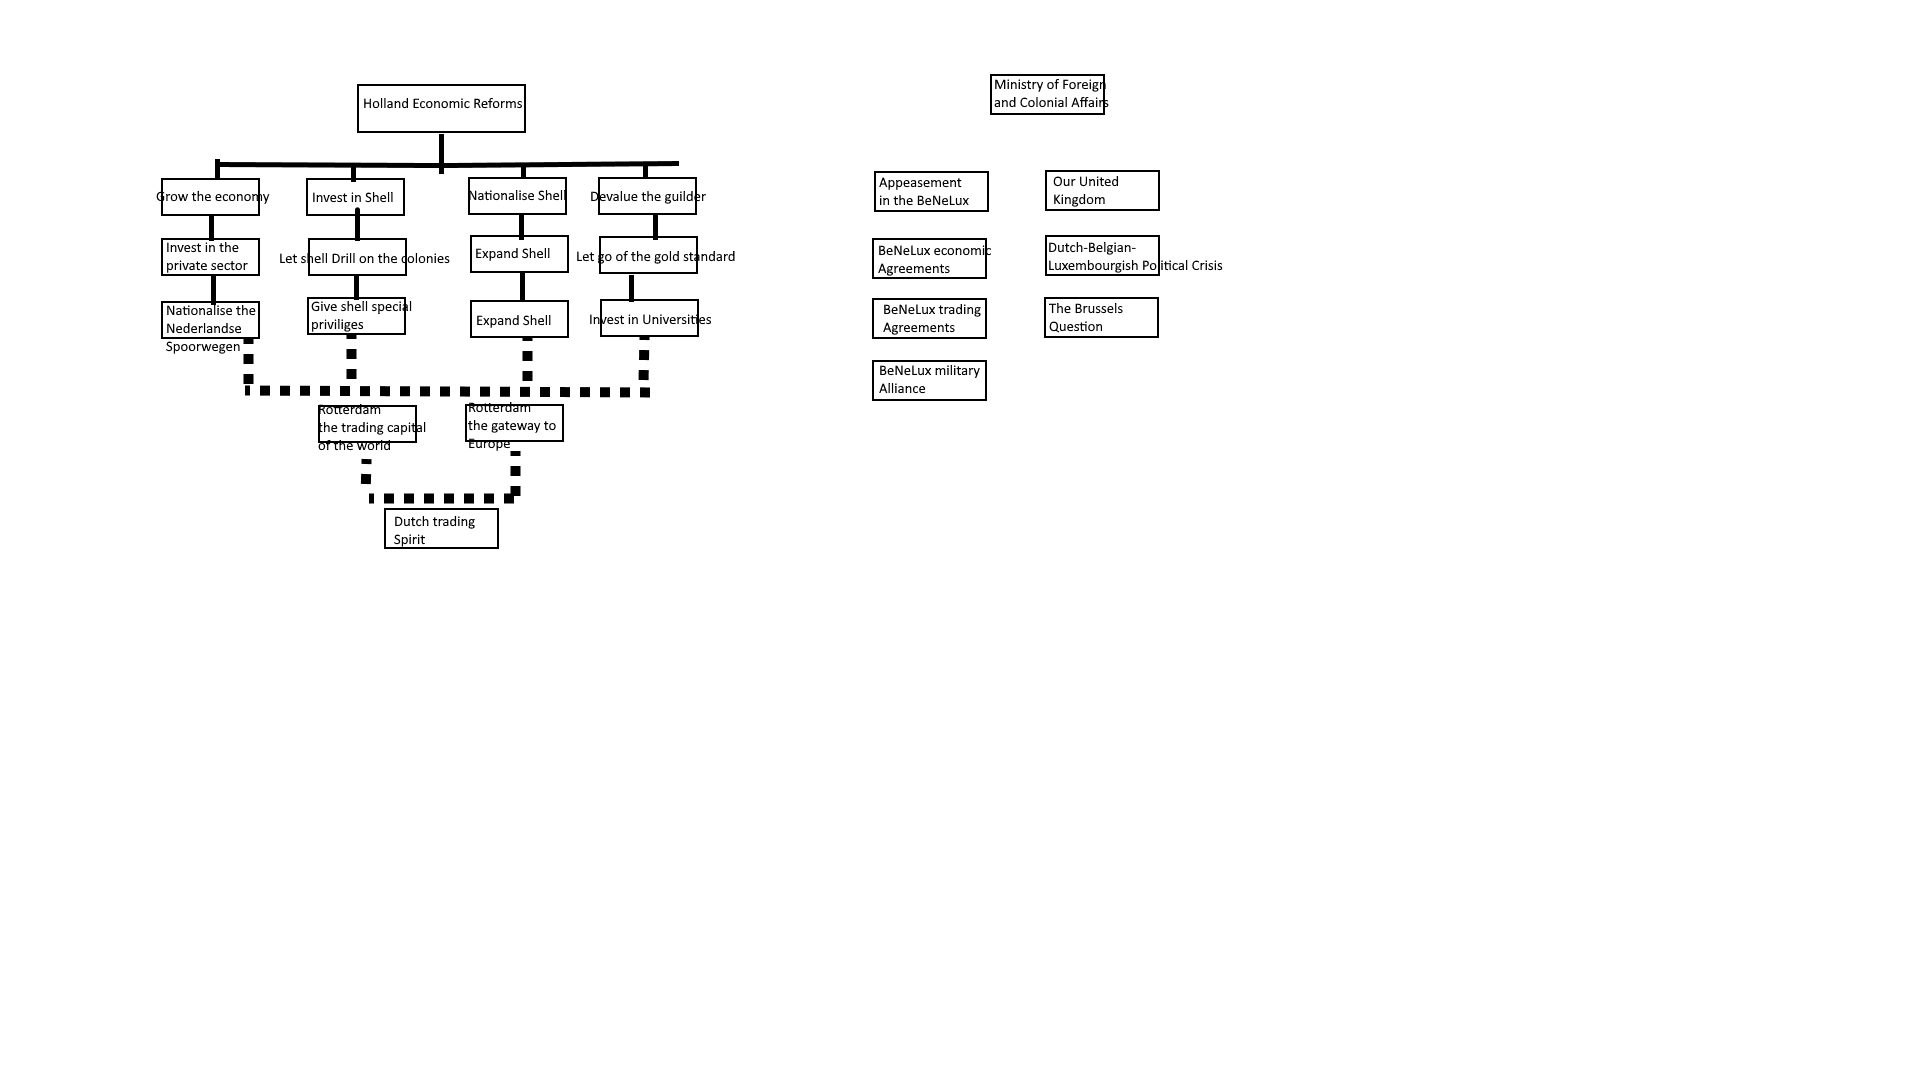 Holland Economic Reforms
Grow the economy
Invest in Shell
Nationalise Shell
Devalue the guilder
Invest in the
private sector
Let shell Drill on the colonies
Expand Shell
Let go of the gold standard
Nationalise the
Nederlandse
Spoorwegen
Give shell special
priviliges
Expand Shell
Invest in Universities
Rotterdam
the trading capital
of the world
Rotterdam
the gateway to
Europe
Dutch trading
Spirit
Ministry of Foreign
and Colonial Affairs
Appeasement
in the BeNeLux
Our United
Kingdom
BeNeLux economic
Agreements
Dutch-Belgian-
Luxembourgish Political Crisis
BeNeLux trading
Agreements
The Brussels
Question
BeNeLux military
Alliance